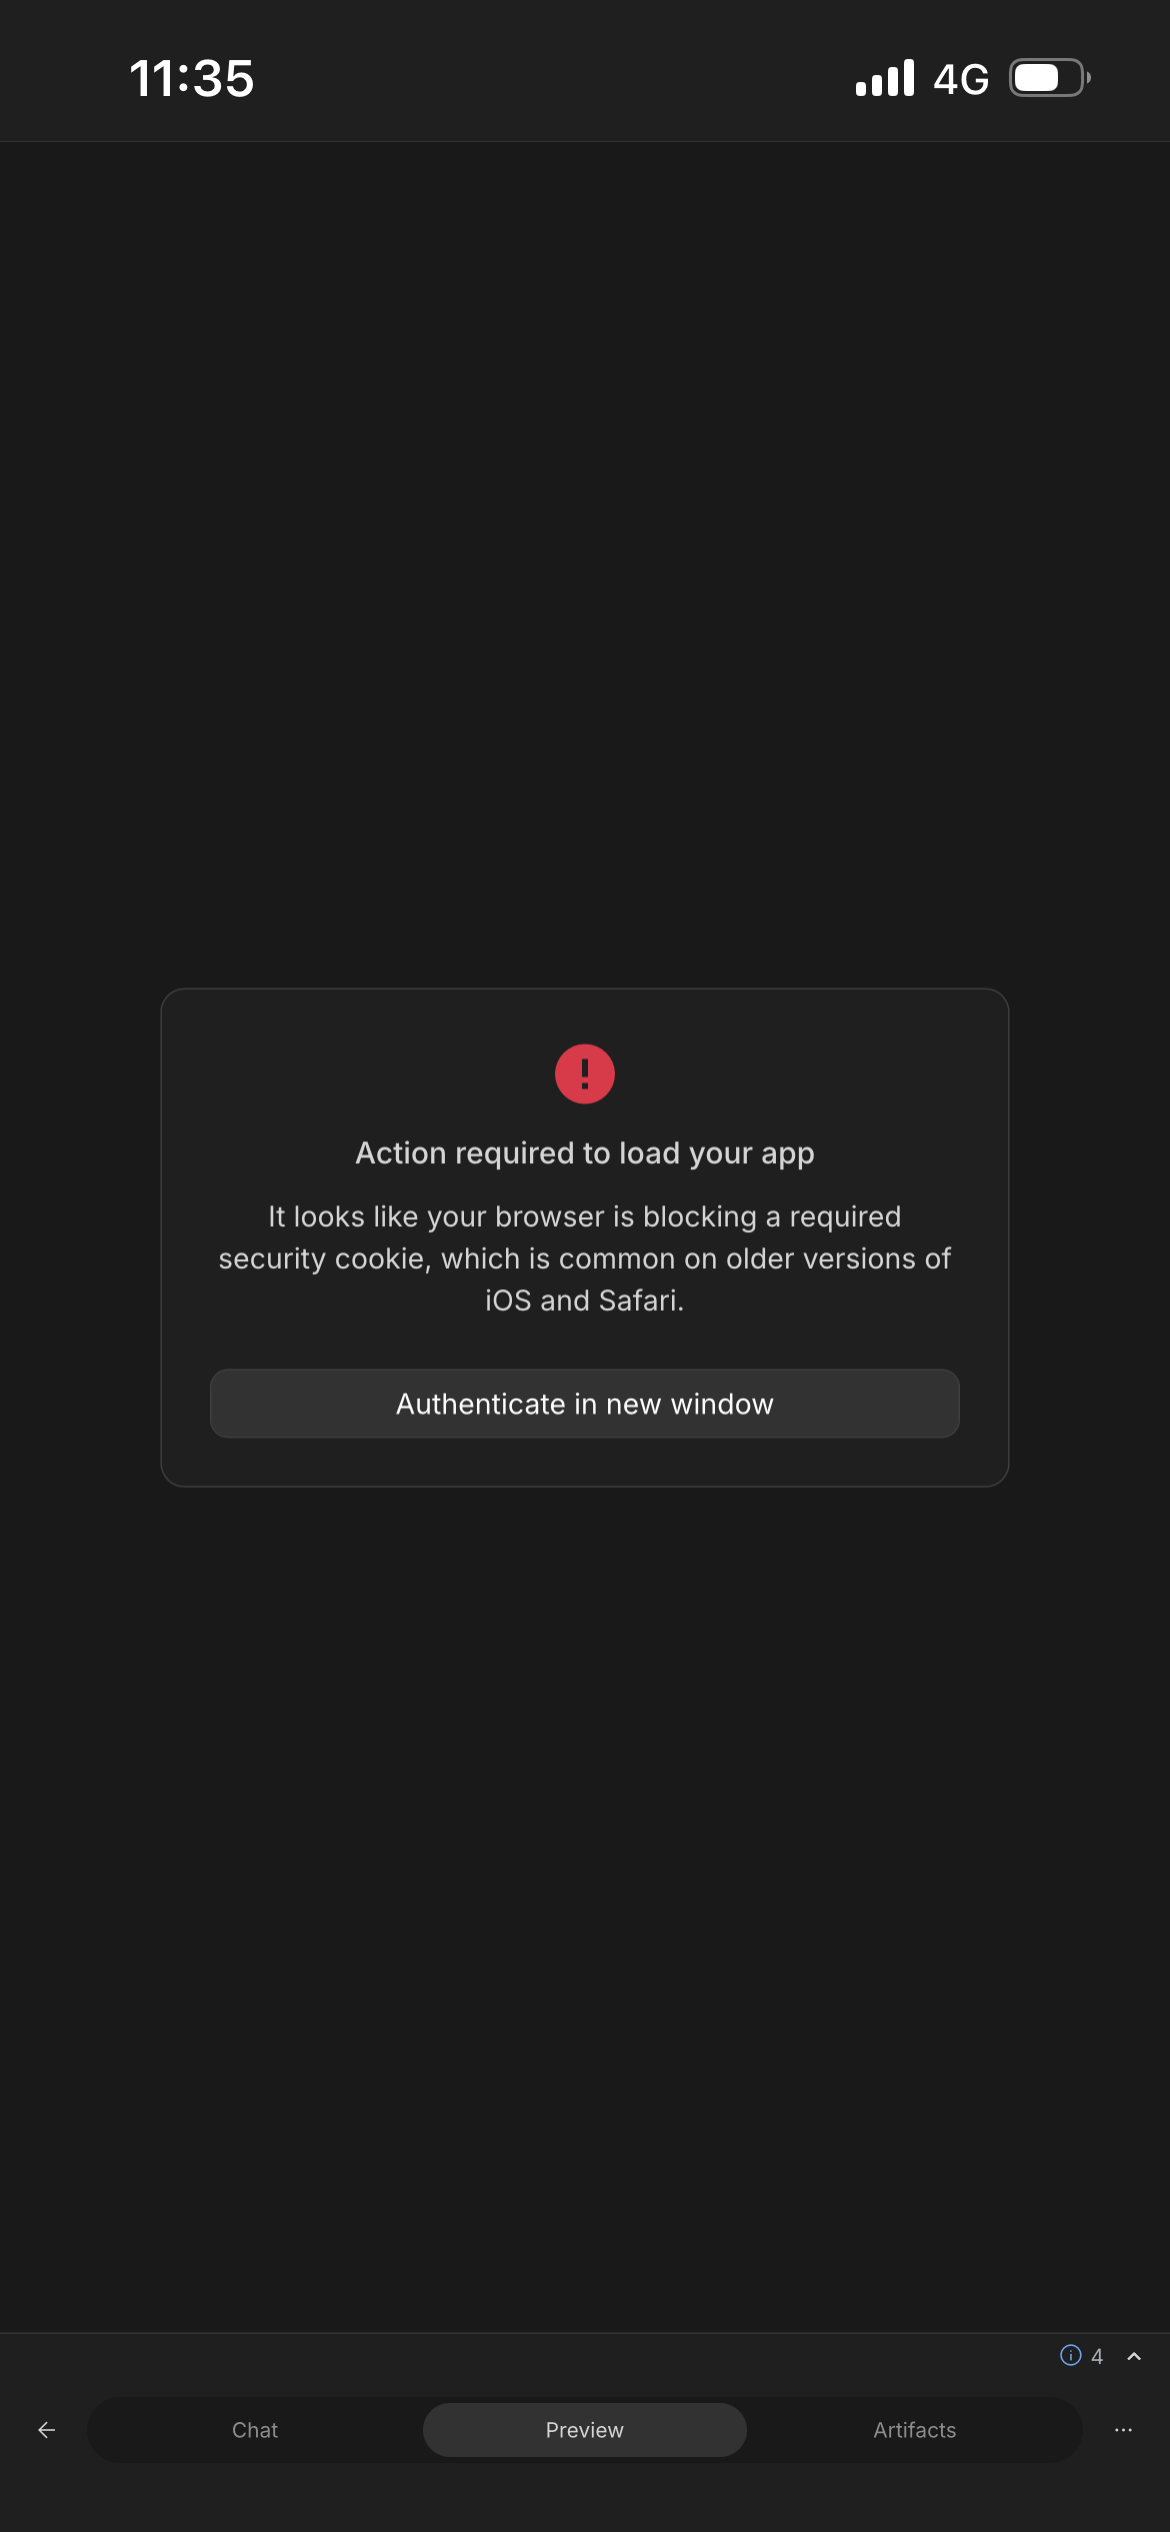 11:35
4G
Action required to load your app
It looks like your browser is blocking a required
security cookie, which is common on older versions of
iOS and Safari.
Authenticate in new window
4
Chat
Preview
Artifacts